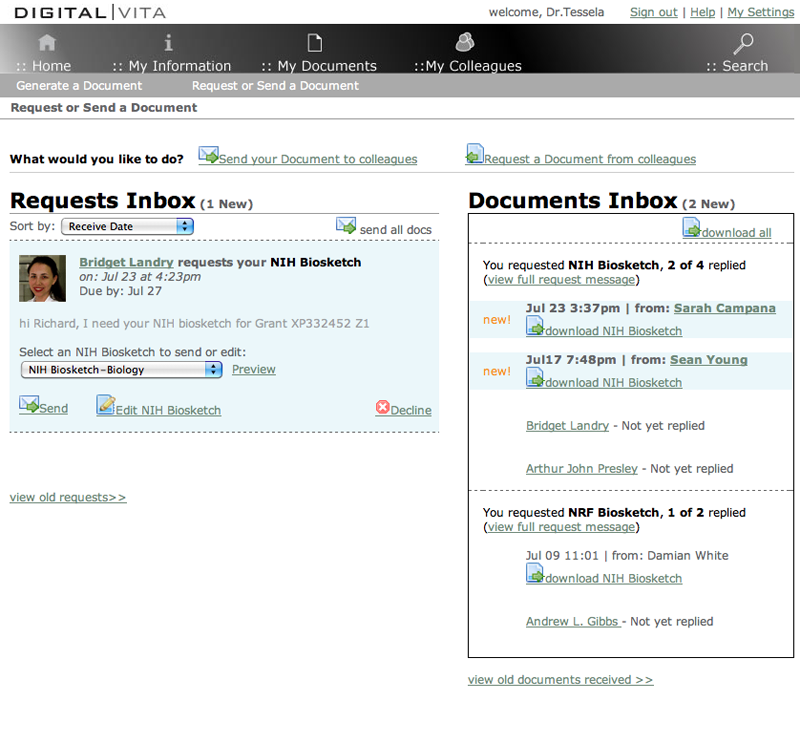 DIGITAL|VITA
welcome, Dr.Tessela
Sign out | Help | My Settings
:: Home
:: My Information
:: My Documents
::My Colleagues
:: Search
Generate a Document
Request or Send a Document
Request or Send a Document
What would you like to do?
Send your Document to colleagues
Request a Document from colleagues
Requests Inbox (1 New)
Sort by: Receive Date
send all docs
Bridget Landry requests your NIH Biosketch
on: Jul 23 at 4:23pm
Due by: Jul 27
hi Richard, I need your NIH biosketch for Grant XP332452 Z1
Select an NIH Biosketch to send or edit:
NIH Biosketch-Biology
Preview
Send
Edit NIH Biosketch
Decline
view old requests>>
Documents Inbox (2 New)
download all
You requested NIH Biosketch, 2 of 4 replied
(view full request message)
new!
Jul 23 3:37pm | from: Sarah Campana
download NIH Biosketch
new!
Jul17 7:48pm | from: Sean Young
download NIH Biosketch
Bridget Landry - Not yet replied
Arthur John Presley - Not yet replied
You requested NRF Biosketch, 1 of 2 replied
(view full request message)
Jul 09 11:01 | from: Damian White
download NIH Biosketch
Andrew L. Gibbs - Not yet replied
view old documents received >>